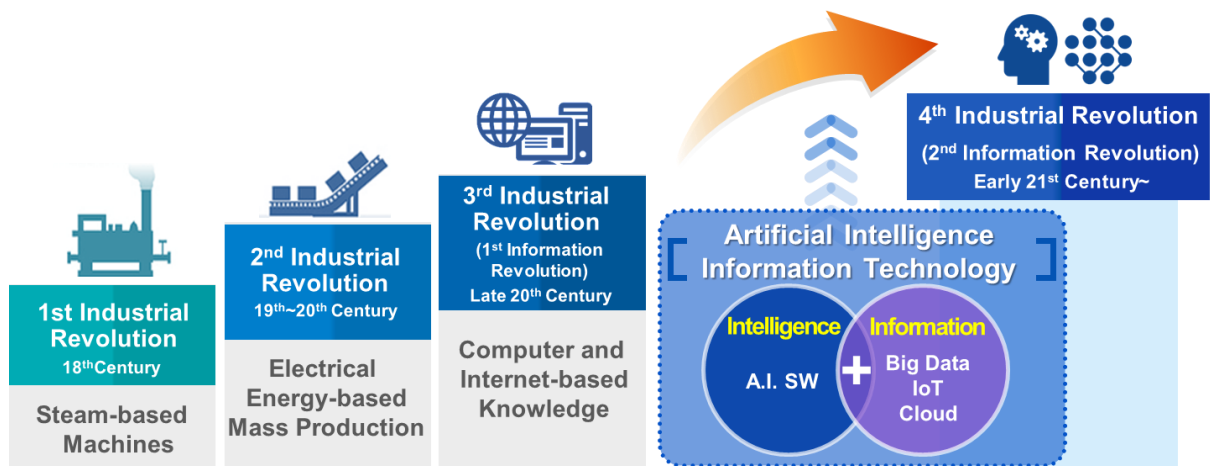 1st Industrial
Revolution
18thCentury
Steam-based
Machines
2nd Industrial
Revolution
19th~20th Century
Electrical
Energy-based
Mass Production
3rd Industrial
Revolution
(1st Information
Revolution)
Late 20th Century
Computer and
Internet-based
Knowledge
4th Industrial Revolution
(2nd Information Revolution)
Early 21st Century~
Artificial Intelligence
Information Technology
Intelligence
A.I. SW
+
Information
Big Data
IoT
Cloud